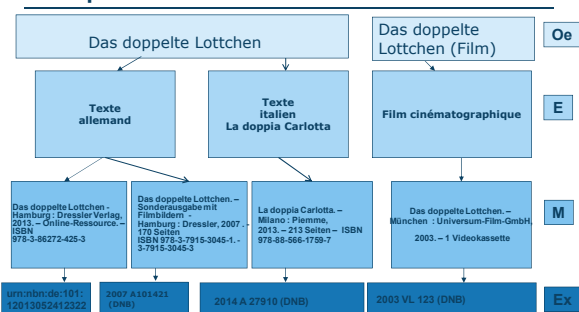 Das doppelte Lottchen
Das doppelte
Lottchen (Film)
Oe
Texte
allemand
Texte
italien
La doppia Carlotta
Film cinématographique
E
Das doppelte Lottchen -
Hamburg : Dressler Verlag,
2013. – Online-Ressource. –
ISBN
978-3-86272-425-3
Das doppelte Lottchen. –
Sonderausgabe mit
Filmbildern -
Hamburg : Dressler, 2007 . -
170 Seiten
ISBN 978-3-7915-3045-1. -
3-7915-3045-3
La doppia Carlotta. –
Milano : Piemme,
2013. – 213 Seiten – ISBN
978-88-566-1759-7
Das doppelte Lottchen. –
München : Universum-Film-GmbH,
2003. – 1 Videokassette
M
urn:nbn:de:101:
12013052412322
2007 A101421
(DNB)
2014 A 27910 (DNB)
2003 VL 123 (DNB)
Ex